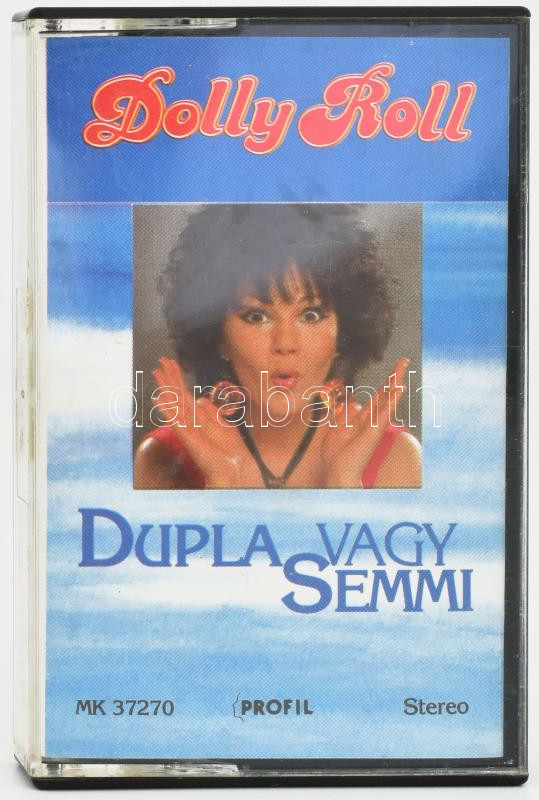 Dolly Roll
darabanth
DUPLA VAGY
SEMMI
MK 37270 PROFIL Stereo